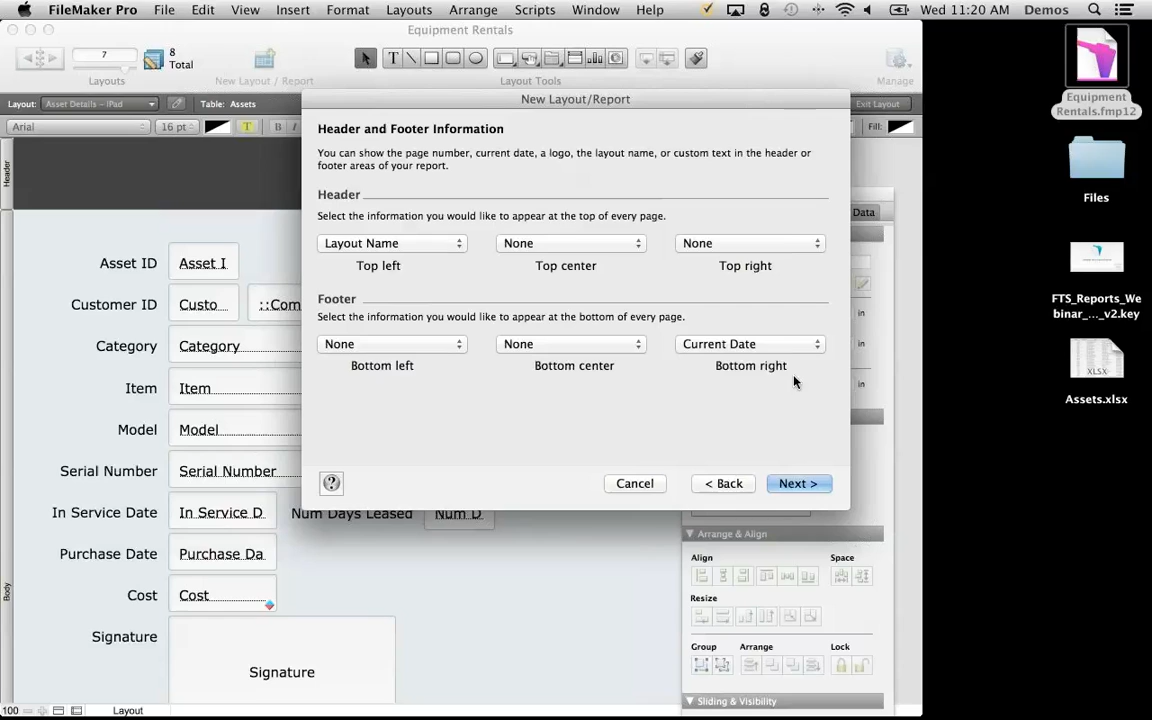 FileMaker Pro File Edit View Insert Format Layouts Arrange Scripts Window Help Wed 11:20 AM Demos
Equipment Rentals
7
8
Total
Layouts
New Layout / Report
T
Layout Tools
Manage
Layout: Asset Details - iPad Table: Assets
Exit Layout
Arial 16 pt T B I
Fill:
Header
New Layout/Report
Header and Footer Information
You can show the page number, current date, a logo, the layout name, or custom text in the header or
footer areas of your report.
Header
Select the information you would like to appear at the top of every page.
Layout Name None None
Top left Top center Top right
Footer
Select the information you would like to appear at the bottom of every page.
None None Current Date
Bottom left Bottom center Bottom right
? Cancel < Back Next >
Data
in
in
in
Asset ID Asset I
Customer ID Custo ::Com
Category Category
Item Item
Model Model
Serial Number Serial Number
In Service Date In Service D Num Days Leased Num D
Purchase Date Purchase Da
Cost Cost
Signature
Signature
Body
Arrange & Align
Align Space
Resize
Group Arrange Lock
Sliding & Visibility
100 Layout
Equipment
Rentals.fmp12
Files
FTS_Reports_We
binar_..._v2.key
XLSX
Assets.xlsx